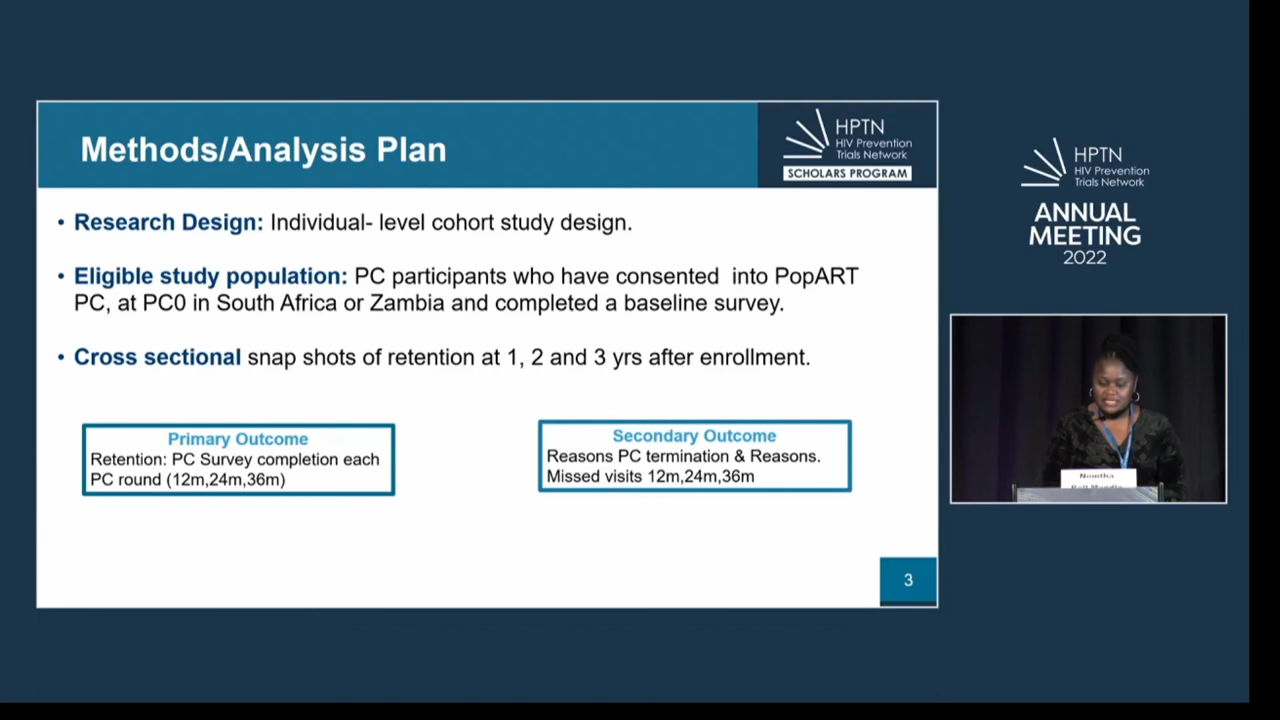 Methods/Analysis Plan
HPTN
HIV Prevention
Trials Network
SCHOLARS PROGRAM
• Research Design: Individual- level cohort study design.
• Eligible study population: PC participants who have consented into PopART
PC, at PC0 in South Africa or Zambia and completed a baseline survey.
• Cross sectional snap shots of retention at 1, 2 and 3 yrs after enrollment.
Primary Outcome
Retention: PC Survey completion each
PC round (12m,24m,36m)
Secondary Outcome
Reasons PC termination & Reasons.
Missed visits 12m,24m,36m
3
HPTN
HIV Prevention
Trials Network
ANNUAL
MEETING
2022
Nomtha